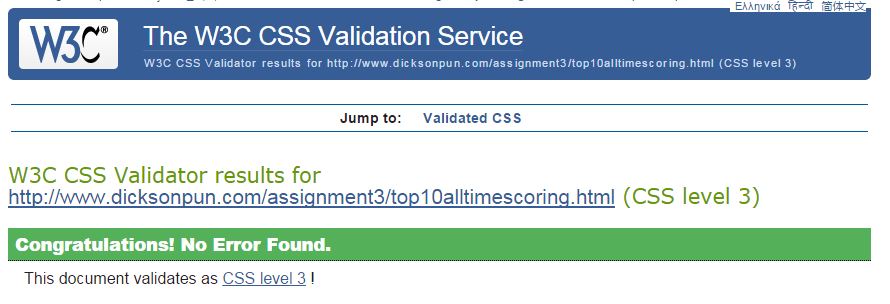 Ελληνικά हिन्दी 简体中文
W3C®
The W3C CSS Validation Service
W3C CSS Validator results for http://www.dicksonpun.com/assignment3/top10alltimescoring.html (CSS level 3)
Jump to: Validated CSS
W3C CSS Validator results for
http://www.dicksonpun.com/assignment3/top10alltimescoring.html (CSS level 3)
Congratulations! No Error Found.
This document validates as CSS level 3 !